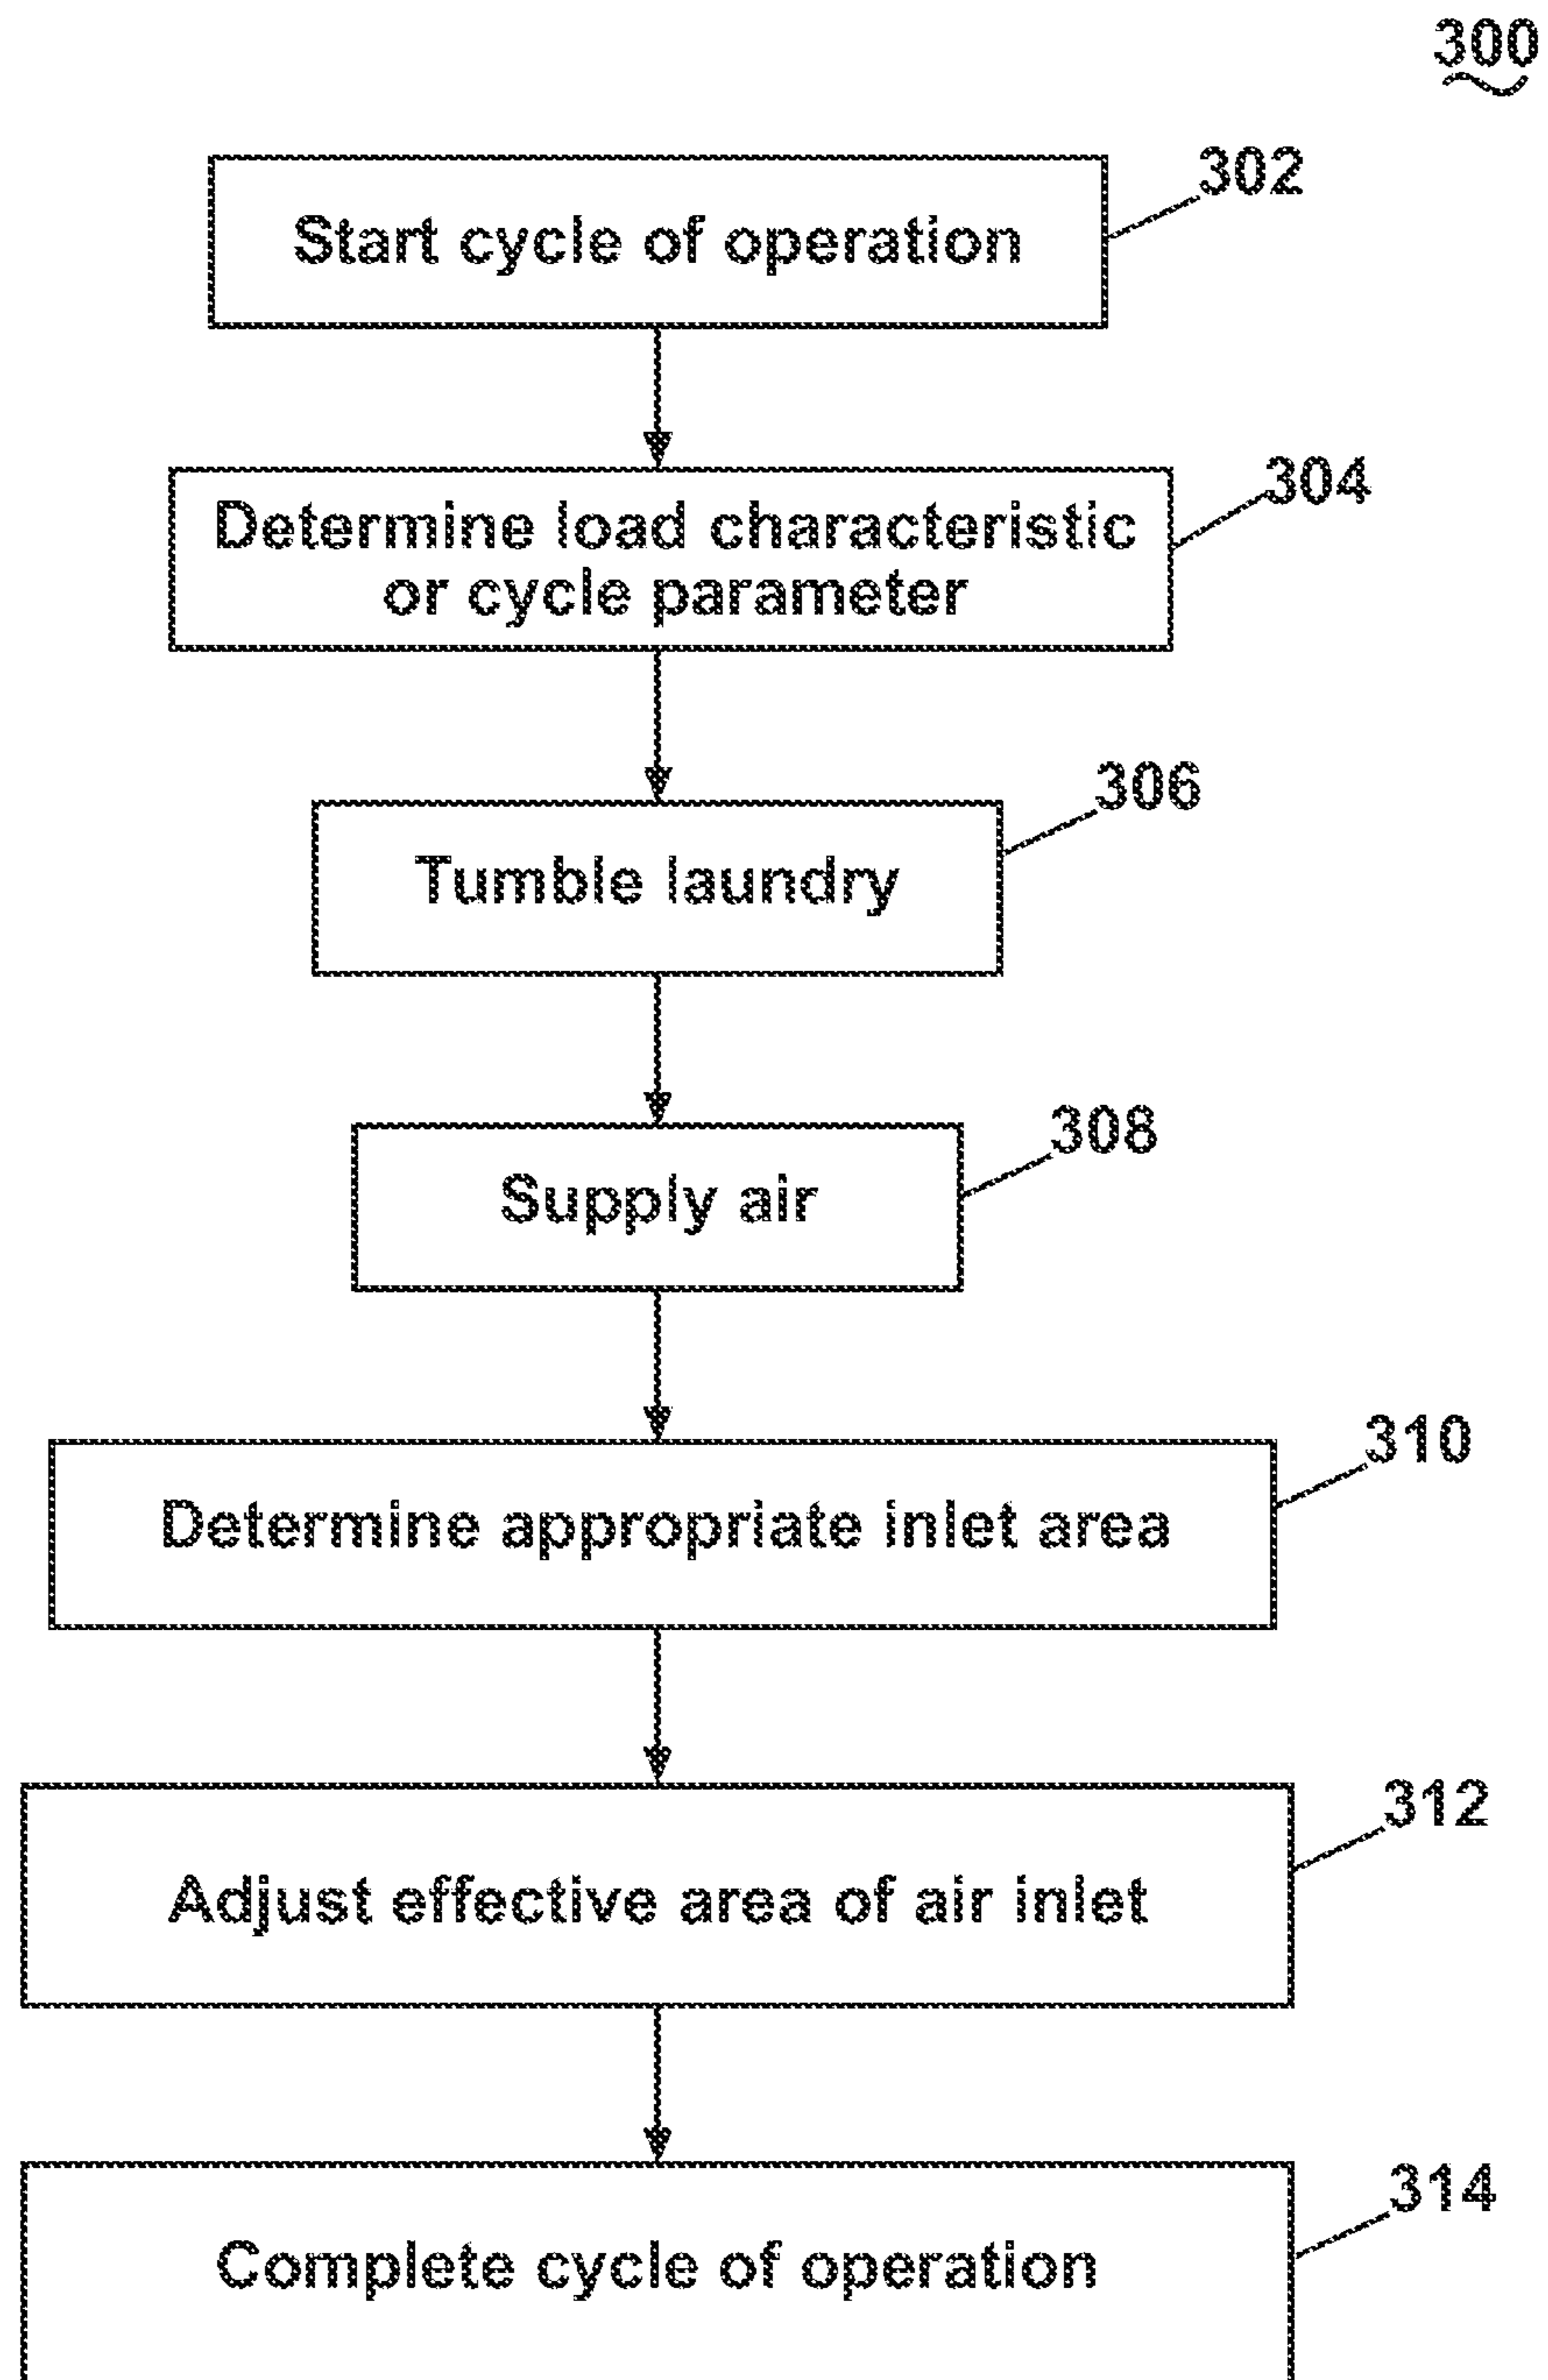 300
302
Start cycle of operation
304
Determine load characteristic
or cycle parameter
306
Tumble laundry
308
Supply air
310
Determine appropriate inlet area
312
Adjust effective area of air inlet
314
Complete cycle of operation